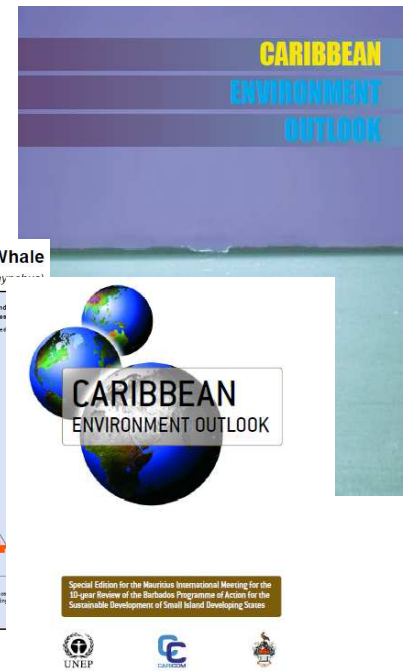 CARIBBEAN
ENVIRONMENT
OUTLOOK
Whale
CARIBBEAN
ENVIRONMENT OUTLOOK
Special Edition for the Mauritius International Meeting for the
10-year Review of the Barbados Programme of Action for the
Sustainable Development of Small Island Developing States
UNEP
CARICOM